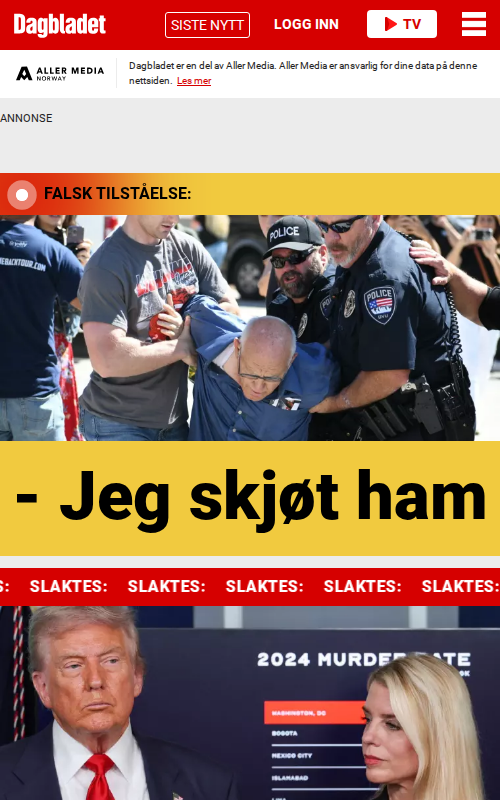 Dagbladet
SISTE NYTT
LOGG INN
TV
ALLER MEDIA
NORWAY
Dagbladet er en del av Aller Media. Aller Media er ansvarlig for dine data på denne
nettsiden. Les mer
ANNONSE
FALSK TILSTÅELSE:
POLICE
POLICE
UVU
- Jeg skjøt ham
S: SLAKTES: SLAKTES: SLAKTES: SLAKTES: SLAKTES:
2024 MURDER RATE
WASHINGTON, DC
BOGOTA
MEXICO CITY
ISLAMABAD